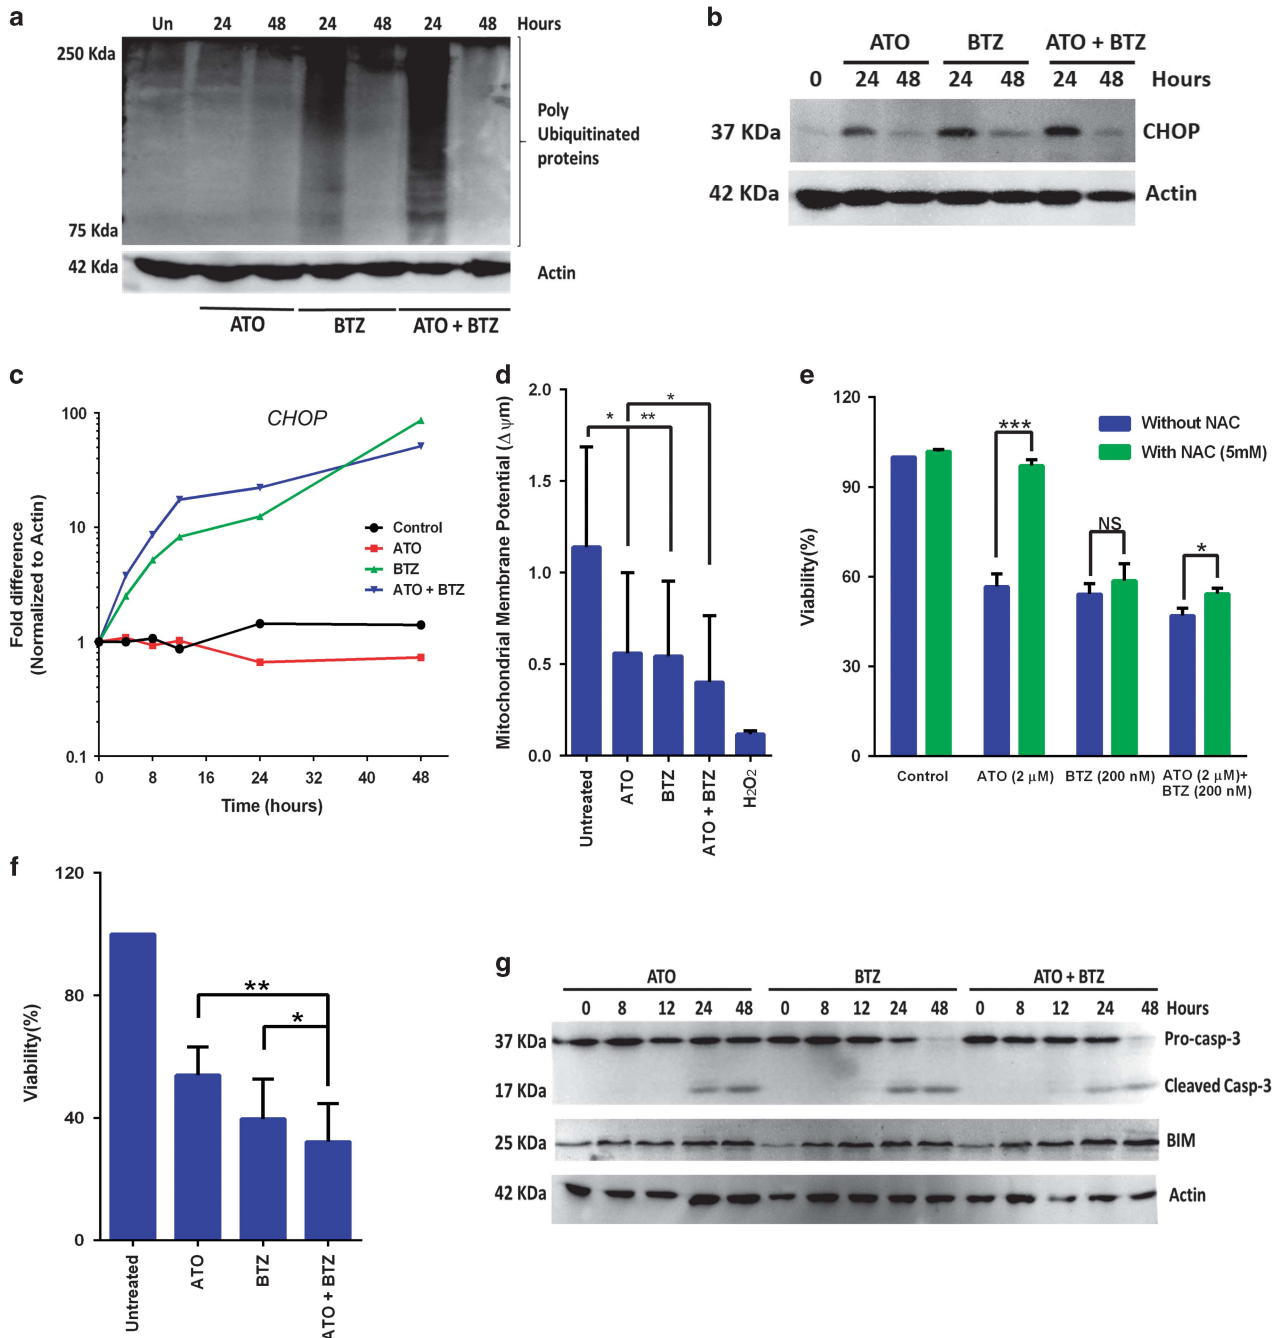 a
Un 24 48 24 48 24 48 Hours
250 Kda
Poly
Ubiquitinated
proteins
75 Kda
42 Kda
Actin
ATO BTZ ATO + BTZ
b
ATO BTZ ATO + BTZ
0 24 48 24 48 24 48 Hours
37 KDa
CHOP
42 KDa
Actin
c
CHOP
Fold difference
(Normalized to Actin)
100
10
1
0.1
Control
ATO
BTZ
ATO + BTZ
0 8 16 24 32 40 48
Time (hours)
d
Mitochondrial Membrane Potential (Δψm)
2.0
1.5
1.0
0.5
0.0
* ** *
Untreated
ATO
BTZ
ATO + BTZ
H2O2
e
Viability(%)
120
90
60
30
0
Without NAC
With NAC (5mM)
***
NS
*
Control
ATO (2 μM)
BTZ (200 nM)
ATO (2 μM)+
BTZ (200 nM)
f
Viability(%)
120
80
40
0
**
*
Untreated
ATO
BTZ
ATO + BTZ
g
ATO BTZ ATO + BTZ
0 8 12 24 48 0 8 12 24 48 0 8 12 24 48 Hours
37 KDa
Pro-casp-3
17 KDa
Cleaved Casp-3
25 KDa
BIM
42 KDa
Actin